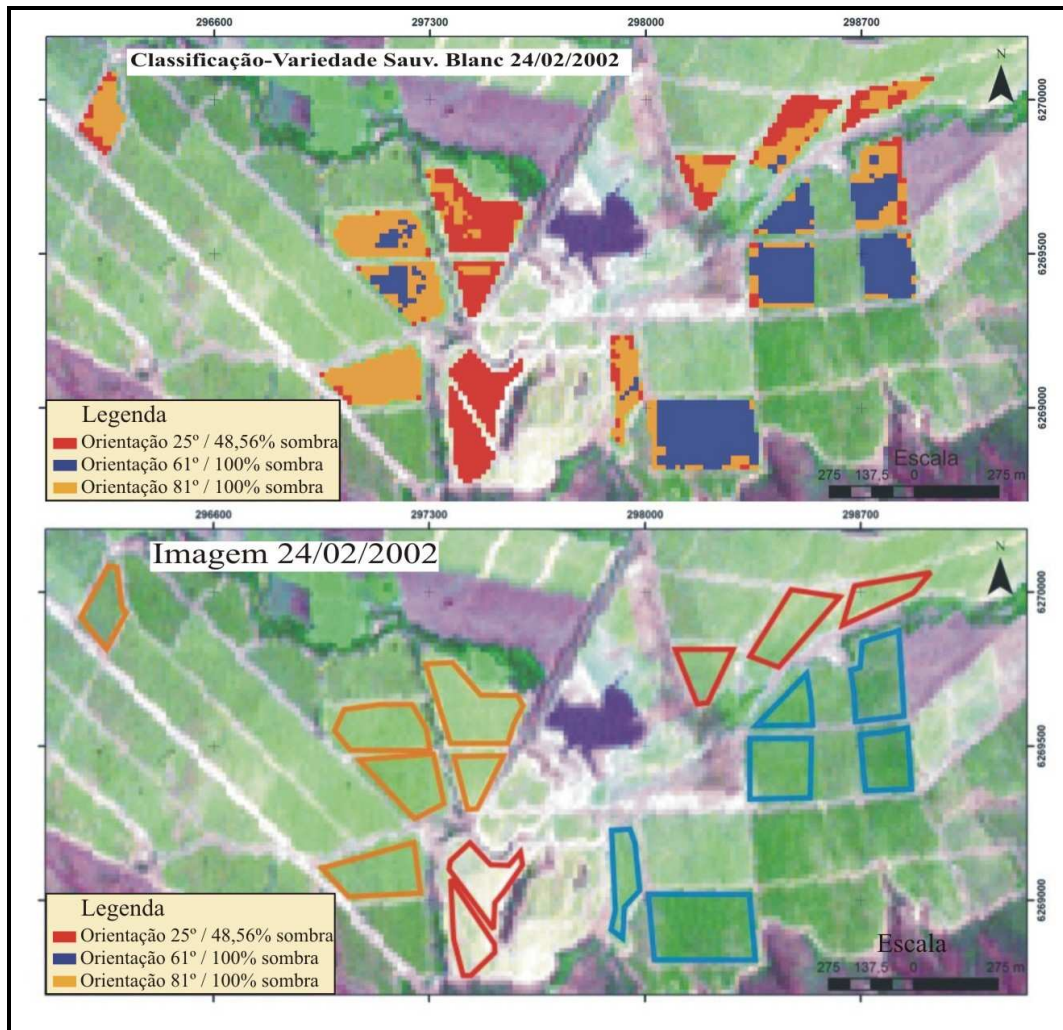 296600 297300 298000 298700
Classificação-Variedade Sauv. Blanc 24/02/2002
N
6270000
6269500
6269000
Legenda
Orientação 25º / 48,56% sombra
Orientação 61º / 100% sombra
Orientação 81º / 100% sombra
Escala
275 137,5 0 275 m
296600 297300 298000 298700
Imagem 24/02/2002
N
6270000
6269500
6269000
Legenda
Orientação 25º / 48,56% sombra
Orientação 61º / 100% sombra
Orientação 81º / 100% sombra
Escala
275 137,5 0 275 m